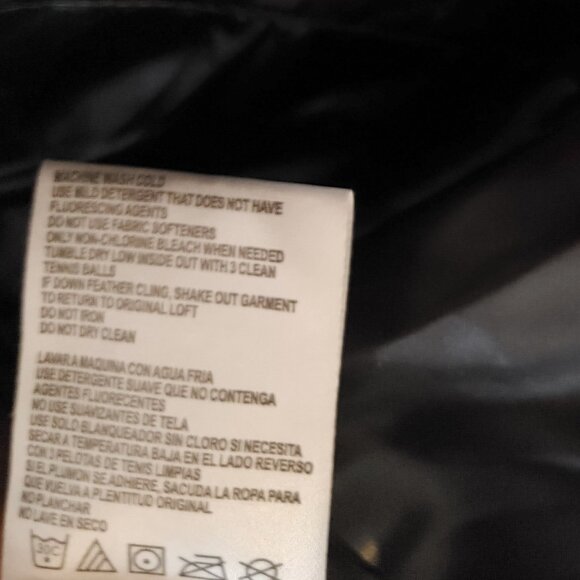 MACHINE WASH COLD
USE MILD DETERGENT THAT DOES NOT HAVE
FLUORESCING AGENTS
DO NOT USE FABRIC SOFTENERS
ONLY NON-CHLORINE BLEACH WHEN NEEDED
TUMBLE DRY LOW INSIDE OUT WITH 3 CLEAN
TENNIS BALLS
IF DOWN FEATHER CLING, SHAKE OUT GARMENT
TO RETURN TO ORIGINAL LOFT
DO NOT IRON
DO NOT DRY CLEAN
LAVAR A MAQUINA CON AGUA FRIA
USE DETERGENTE SUAVE QUE NO CONTENGA
AGENTES FLUORECENTES
NO USE SUAVIZANTES DE TELA
USE SOLO BLANQUEADOR SIN CLORO SI NECESITA
SECAR A TEMPERATURA BAJA EN EL LADO REVERSO
CON 3 PELOTAS DE TENIS LIMPIAS
SI EL PLUMON SE ADHIERE, SACUDA LA ROPA PARA
QUE VUELVA A PLENTITUD ORIGINAL
NO PLANCHAR
NO LAVE EN SECO
30C